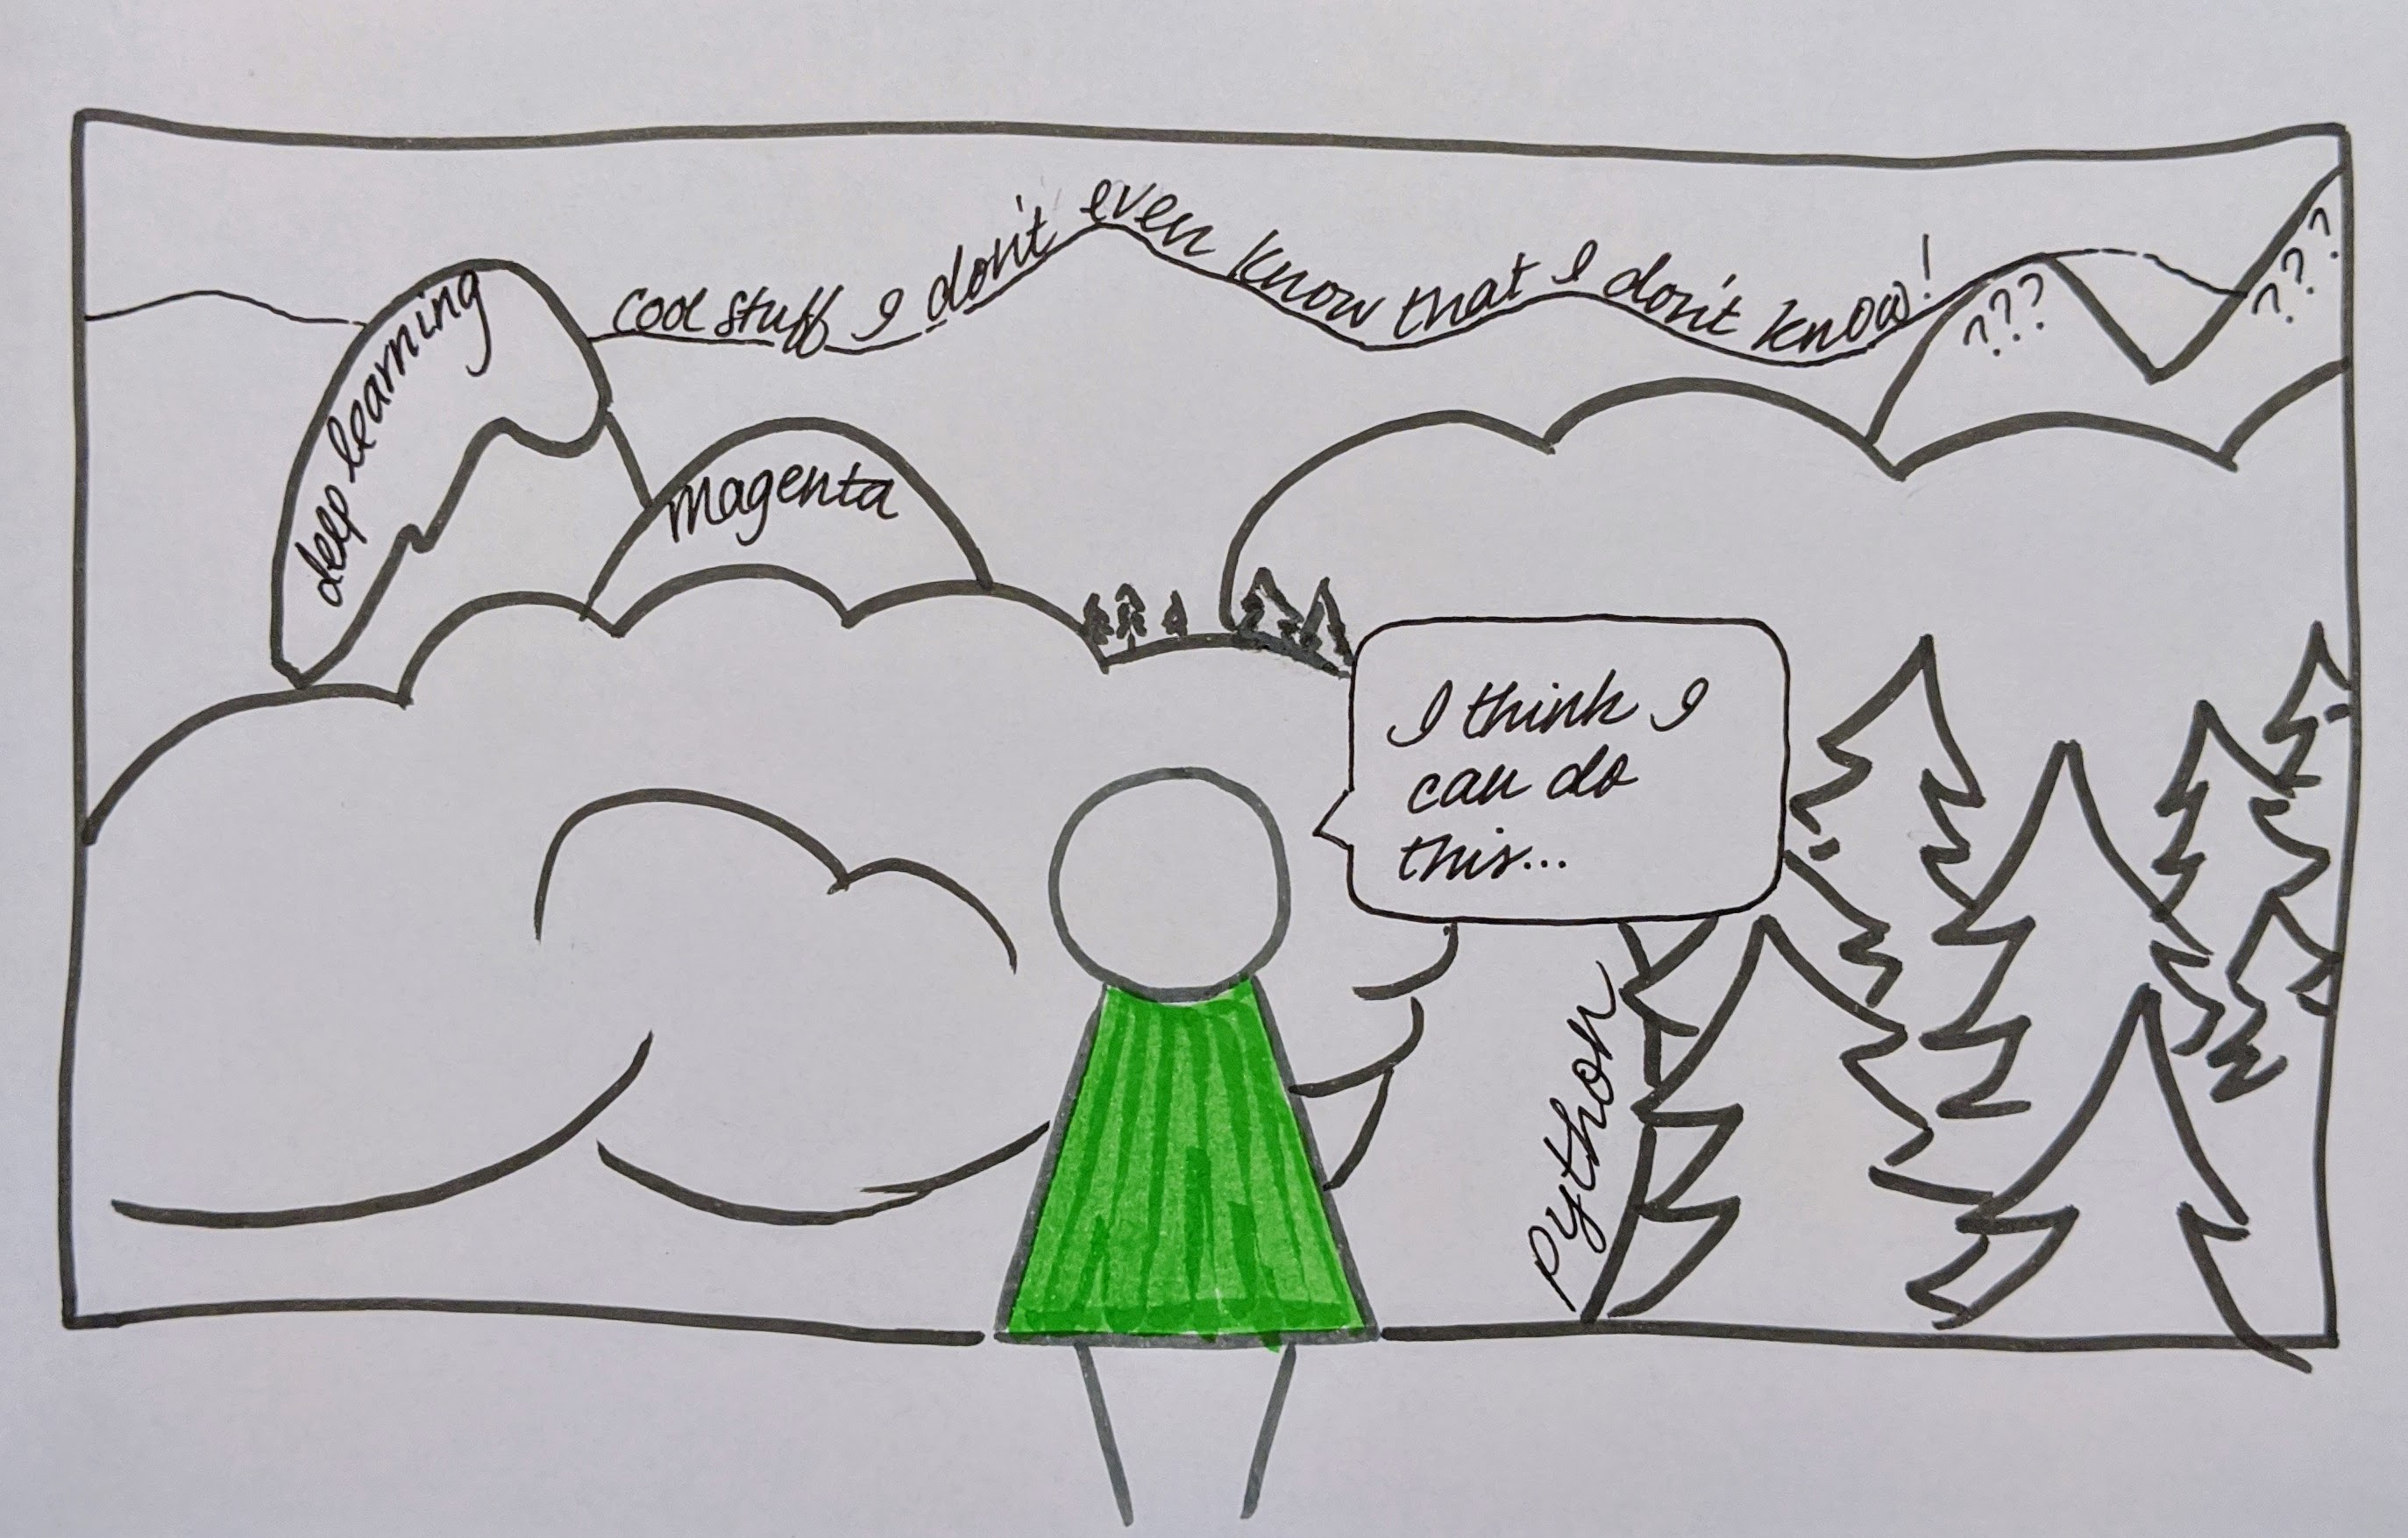 cool stuff I don't even know that I don't know!
???
???
deep learning
magenta
I think I
can do
this...
Python